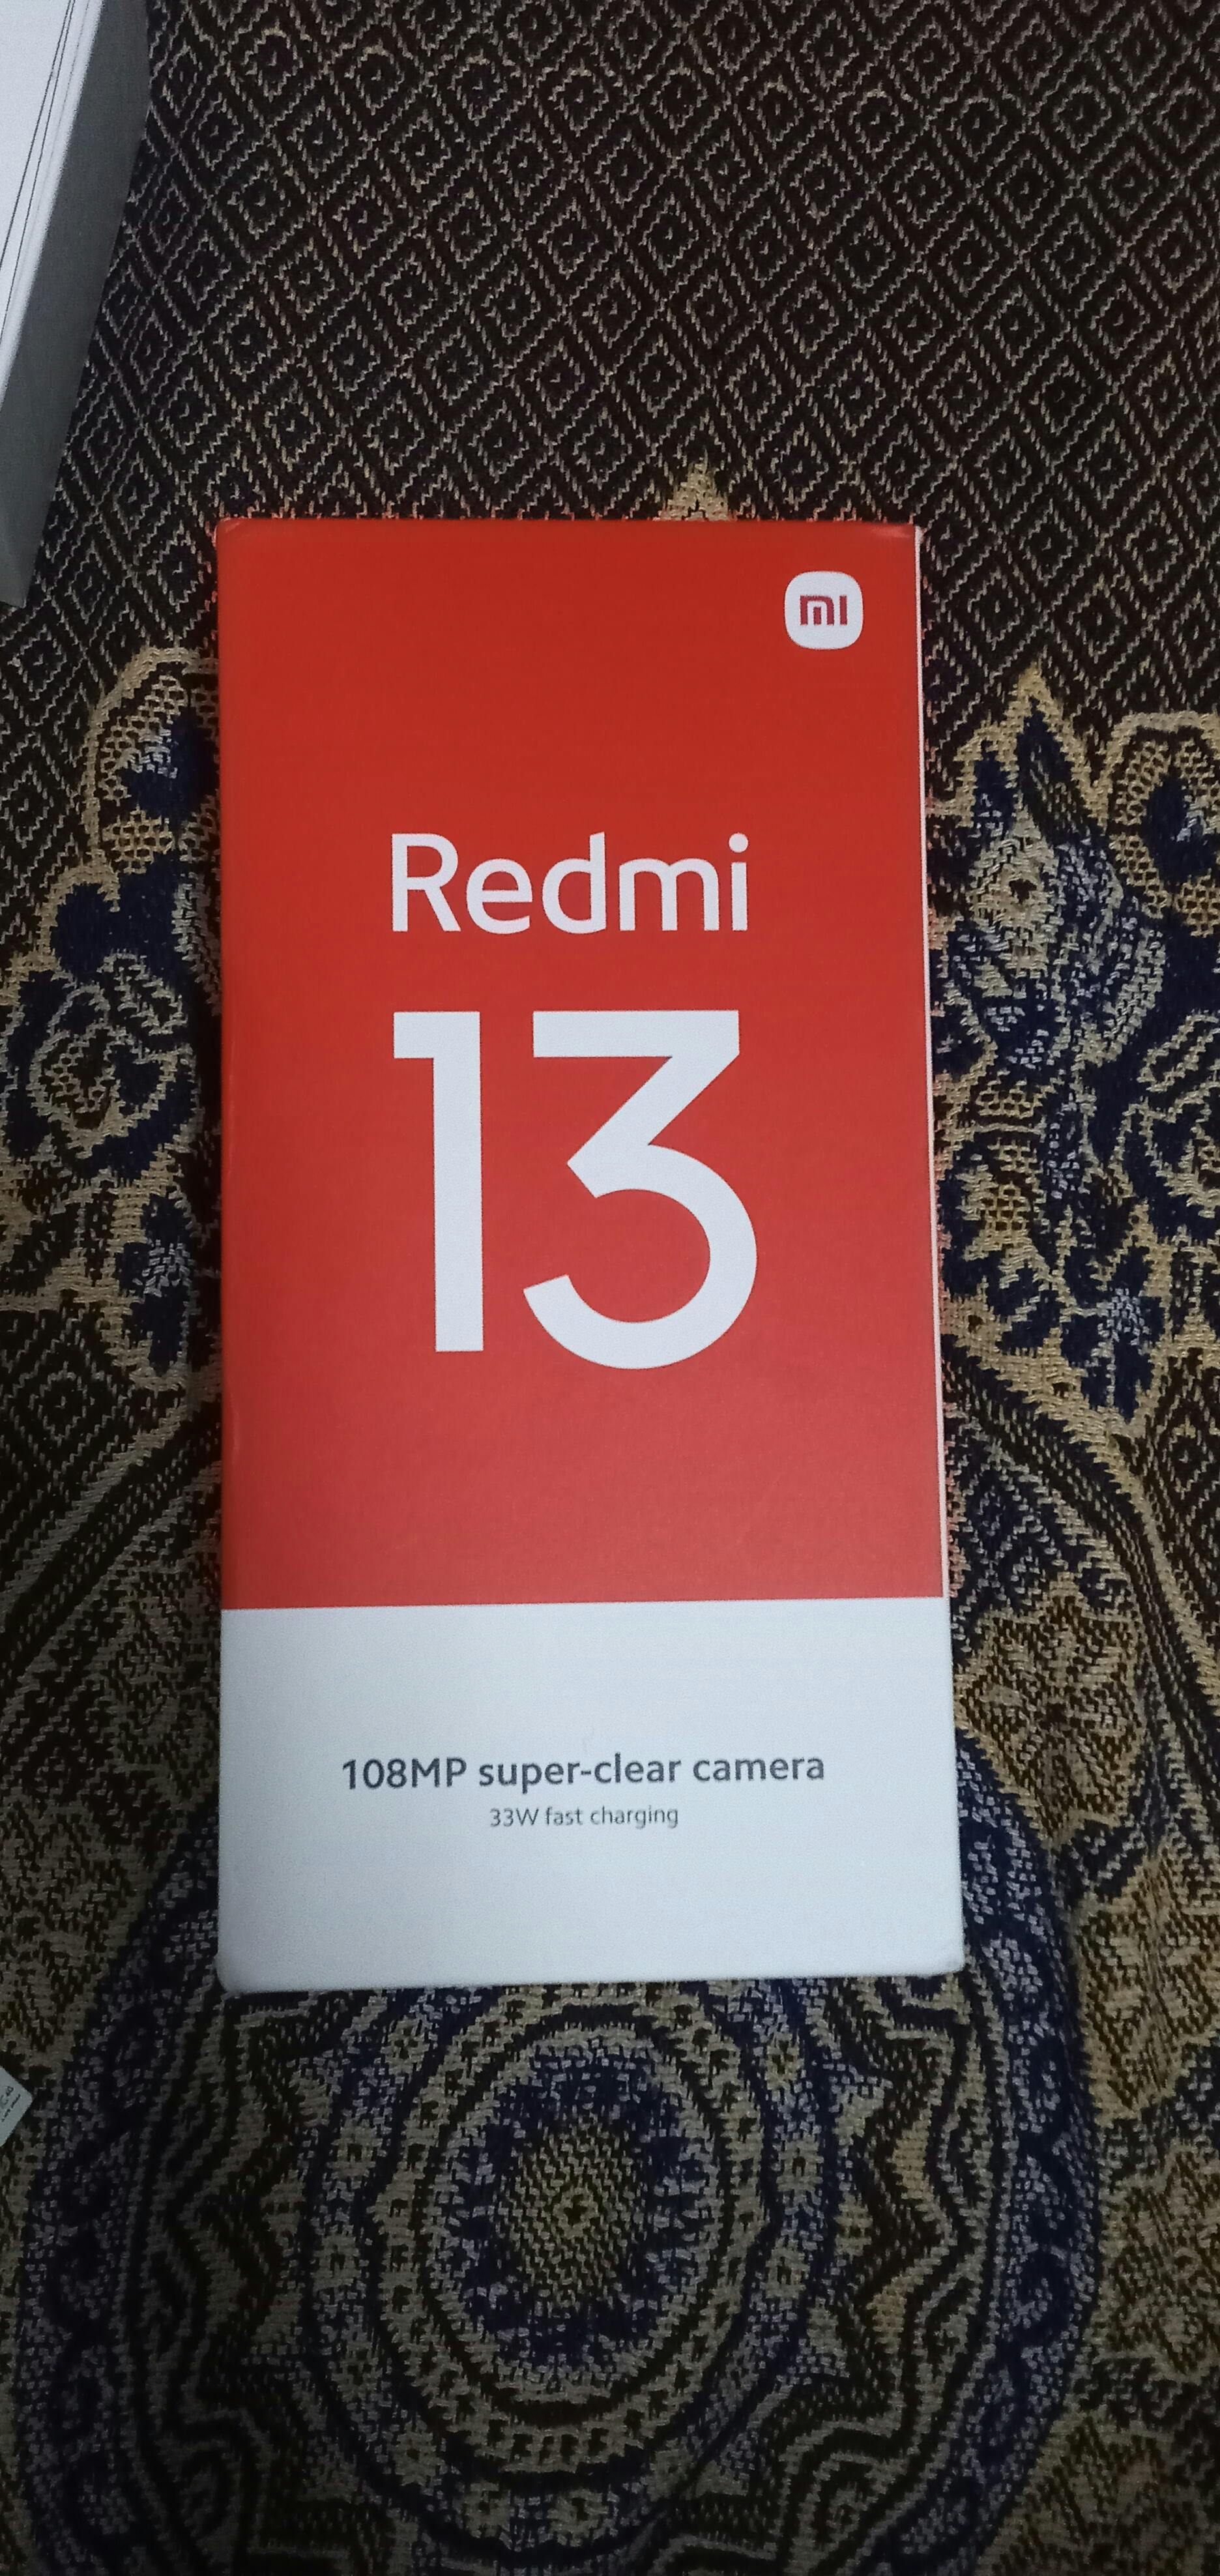 mi
Redmi
13
108MP super-clear camera
33W fast charging